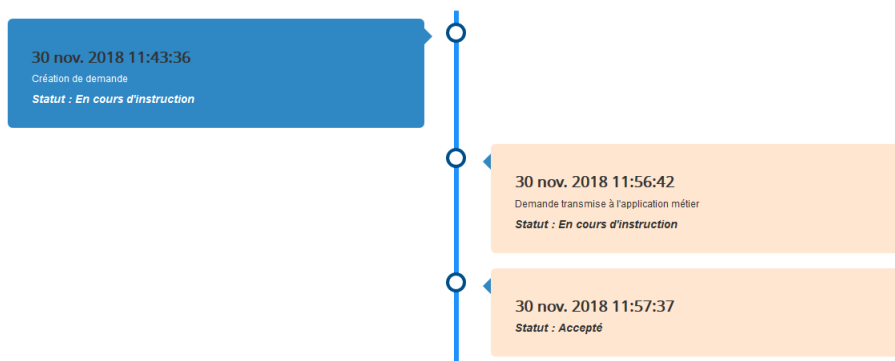 30 nov. 2018 11:43:36
Création de demande
Statut : En cours d'instruction
30 nov. 2018 11:56:42
Demande transmise à l'application métier
Statut : En cours d'instruction
30 nov. 2018 11:57:37
Statut : Accepté